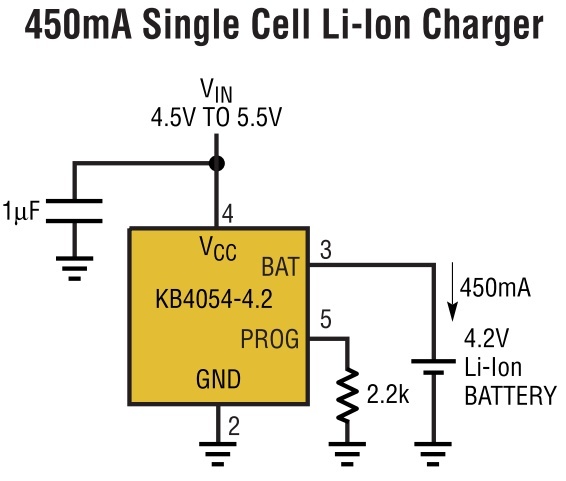 450mA Single Cell Li-Ion Charger
VIN
4.5V TO 5.5V
1μF
4
VCC
3
BAT
450mA
KB4054-4.2
5
4.2V
PROG
Li-Ion
2.2k
BATTERY
GND
2